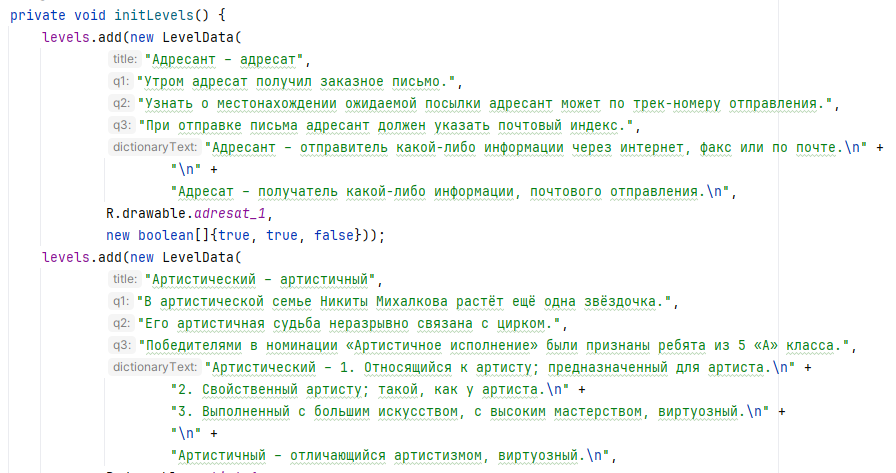 private void initLevels() {
levels.add(new LevelData(
title: "Адресант – адресат",
q1: "Утром адресат получил заказное письмо.",
q2: "Узнать о местонахождении ожидаемой посылки адресант может по трек-номеру отправления.",
q3: "При отправке письма адресант должен указать почтовый индекс.",
dictionaryText: "Адресант – отправитель какой-либо информации через интернет, факс или по почте.\n" +
"\n" +
"Адресат – получатель какой-либо информации, почтового отправления.\n",
R.drawable.adresat_1,
new boolean[]{true, true, false}));
levels.add(new LevelData(
title: "Артистический – артистичный",
q1: "В артистической семье Никиты Михалкова растёт ещё одна звёздочка.",
q2: "Его артистичная судьба неразрывно связана с цирком.",
q3: "Победителями в номинации «Артистичное исполнение» были признаны ребята из 5 «А» класса.",
dictionaryText: "Артистический – 1. Относящийся к артисту; предназначенный для артиста.\n" +
"2. Свойственный артисту; такой, как у артиста.\n" +
"3. Выполненный с большим искусством, с высоким мастерством, виртуозный.\n" +
"\n" +
"Артистичный – отличающийся артистизмом, виртуозный.\n",